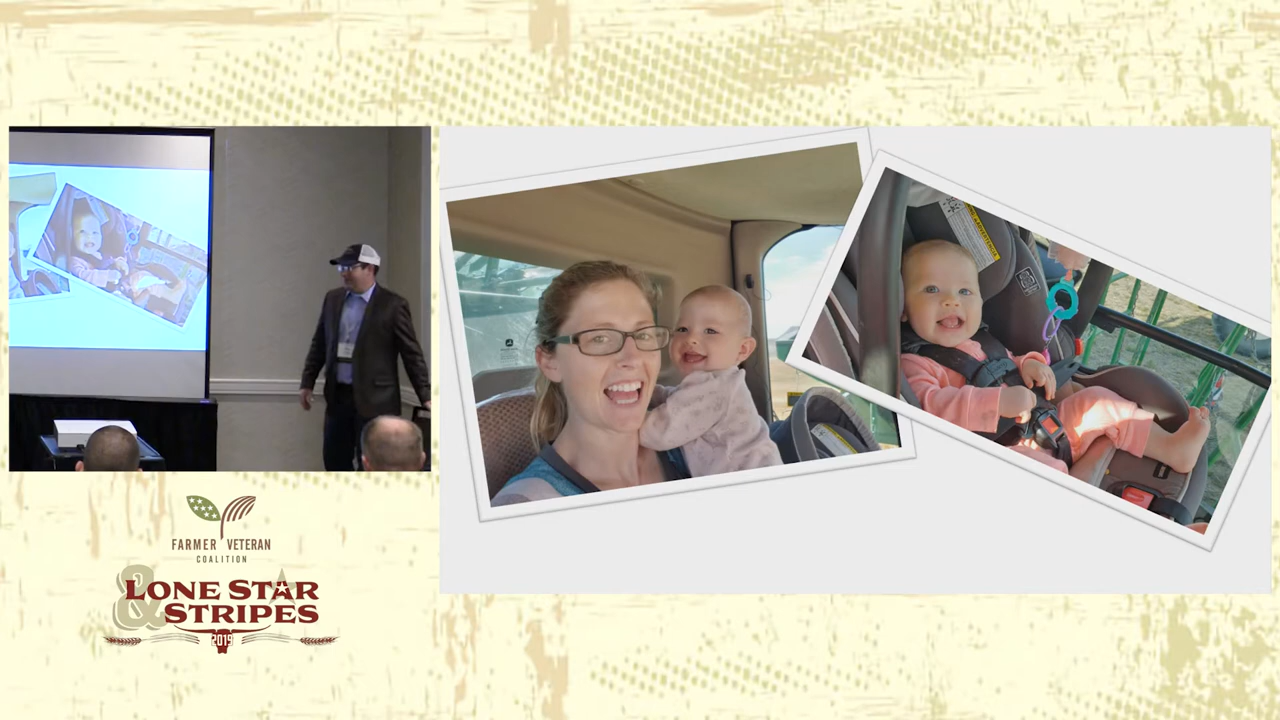 FARMER VETERAN
COALITION
LONE STAR
& STRIPES
2019